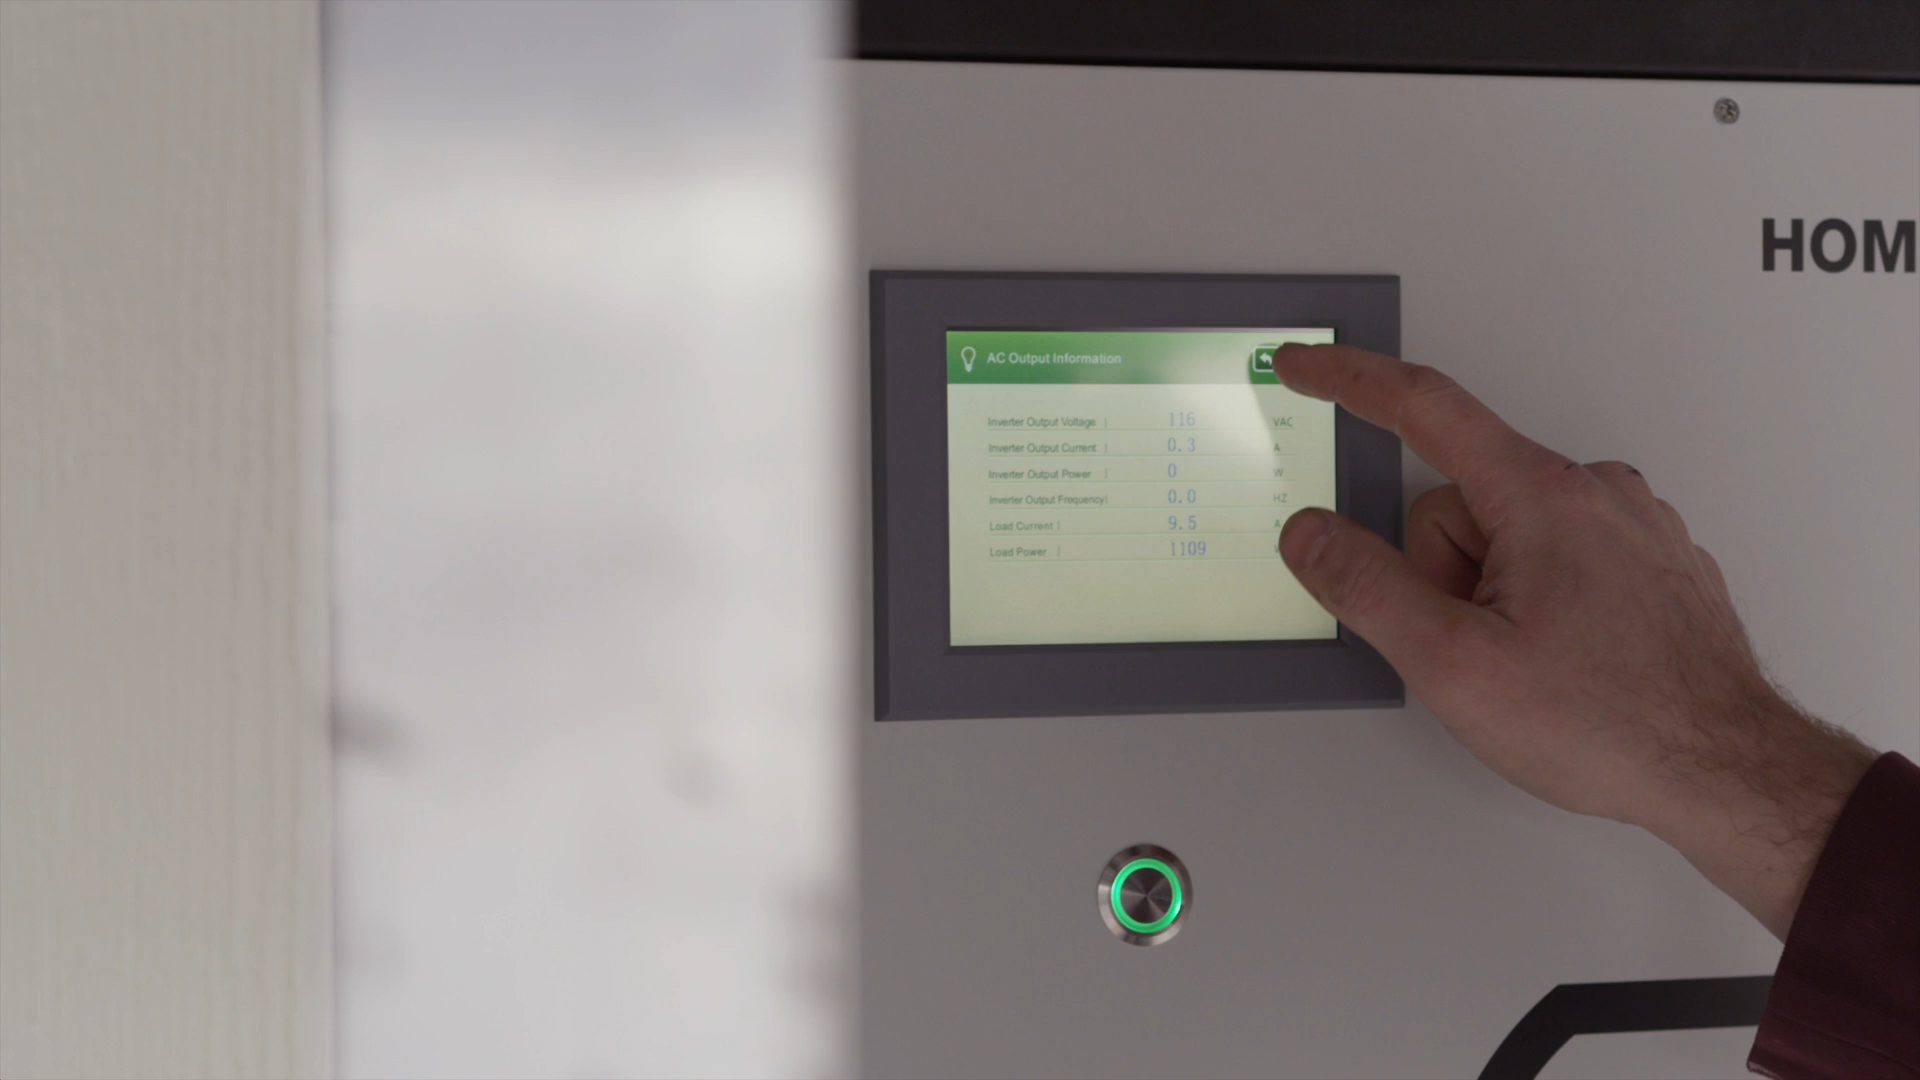 HOM
AC Output Information
Inverter Output Voltage | 116 VAC
Inverter Output Current | 0.3 A
Inverter Output Power | 0 W
Inverter Output Frequency| 0.0 HZ
Load Current | 9.5 A
Load Power | 1109